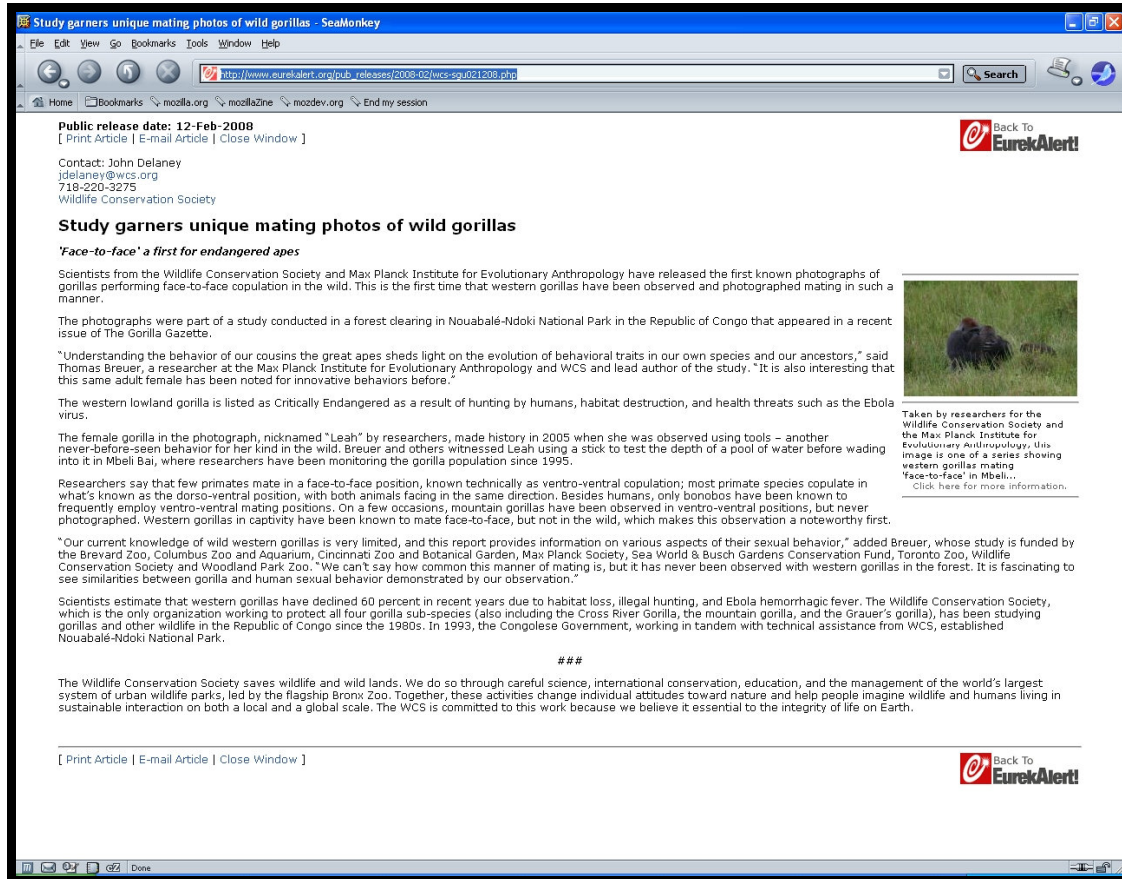 Study garners unique mating photos of wild gorillas - SeaMonkey
File Edit View Go Bookmarks Tools Window Help
http://www.eurekalert.org/pub_releases/2008-02/wcs-sgu021208.php
Search
Home Bookmarks mozilla.org mozillaZine mozdev.org End my session
Public release date: 12-Feb-2008
[ Print Article | E-mail Article | Close Window ]
Back To
EurekAlert!
Contact: John Delaney
jdelaney@wcs.org
718-220-3275
Wildlife Conservation Society
Study garners unique mating photos of wild gorillas
'Face-to-face' a first for endangered apes
Scientists from the Wildlife Conservation Society and Max Planck Institute for Evolutionary Anthropology have released the first known photographs of
gorillas performing face-to-face copulation in the wild. This is the first time that western gorillas have been observed and photographed mating in such a
manner.
The photographs were part of a study conducted in a forest clearing in Nouabalé-Ndoki National Park in the Republic of Congo that appeared in a recent
issue of The Gorilla Gazette.
“Understanding the behavior of our cousins the great apes sheds light on the evolution of behavioral traits in our own species and our ancestors,” said
Thomas Breuer, a researcher at the Max Planck Institute for Evolutionary Anthropology and WCS and lead author of the study. “It is also interesting that
this same adult female has been noted for innovative behaviors before.”
The western lowland gorilla is listed as Critically Endangered as a result of hunting by humans, habitat destruction, and health threats such as the Ebola
virus.
The female gorilla in the photograph, nicknamed “Leah” by researchers, made history in 2005 when she was observed using tools – another
never-before-seen behavior for her kind in the wild. Breuer and others witnessed Leah using a stick to test the depth of a pool of water before wading
into it in Mbeli Bai, where researchers have been monitoring the gorilla population since 1995.
Researchers say that few primates mate in a face-to-face position, known technically as ventro-ventral copulation; most primate species copulate in
what’s known as the dorso-ventral position, with both animals facing in the same direction. Besides humans, only bonobos have been known to
frequently employ ventro-ventral mating positions. On a few occasions, mountain gorillas have been observed in ventro-ventral positions, but never
photographed. Western gorillas in captivity have been known to mate face-to-face, but not in the wild, which makes this observation a noteworthy first.
Taken by researchers for the
Wildlife Conservation Society and
the Max Planck Institute for
Evolutionary Anthropology, this
image is one of a series showing
western gorillas mating
'face-to-face' in Mbeli...
Click here for more information.
“Our current knowledge of wild western gorillas is very limited, and this report provides information on various aspects of their sexual behavior,” added Breuer, whose study is funded by
the Brevard Zoo, Columbus Zoo and Aquarium, Cincinnati Zoo and Botanical Garden, Max Planck Society, Sea World & Busch Gardens Conservation Fund, Toronto Zoo, Wildlife
Conservation Society and Woodland Park Zoo. “We can’t say how common this manner of mating is, but it has never been observed with western gorillas in the forest. It is fascinating to
see similarities between gorilla and human sexual behavior demonstrated by our observation.”
Scientists estimate that western gorillas have declined 60 percent in recent years due to habitat loss, illegal hunting, and Ebola hemorrhagic fever. The Wildlife Conservation Society,
which is the only organization working to protect all four gorilla sub-species (also including the Cross River Gorilla, the mountain gorilla, and the Grauer’s gorilla), has been studying
gorillas and other wildlife in the Republic of Congo since the 1980s. In 1993, the Congolese Government, working in tandem with technical assistance from WCS, established
Nouabalé-Ndoki National Park.
###
The Wildlife Conservation Society saves wildlife and wild lands. We do so through careful science, international conservation, education, and the management of the world’s largest
system of urban wildlife parks, led by the flagship Bronx Zoo. Together, these activities change individual attitudes toward nature and help people imagine wildlife and humans living in
sustainable interaction on both a local and a global scale. The WCS is committed to this work because we believe it essential to the integrity of life on Earth.
[ Print Article | E-mail Article | Close Window ]
Back To
EurekAlert!
Done